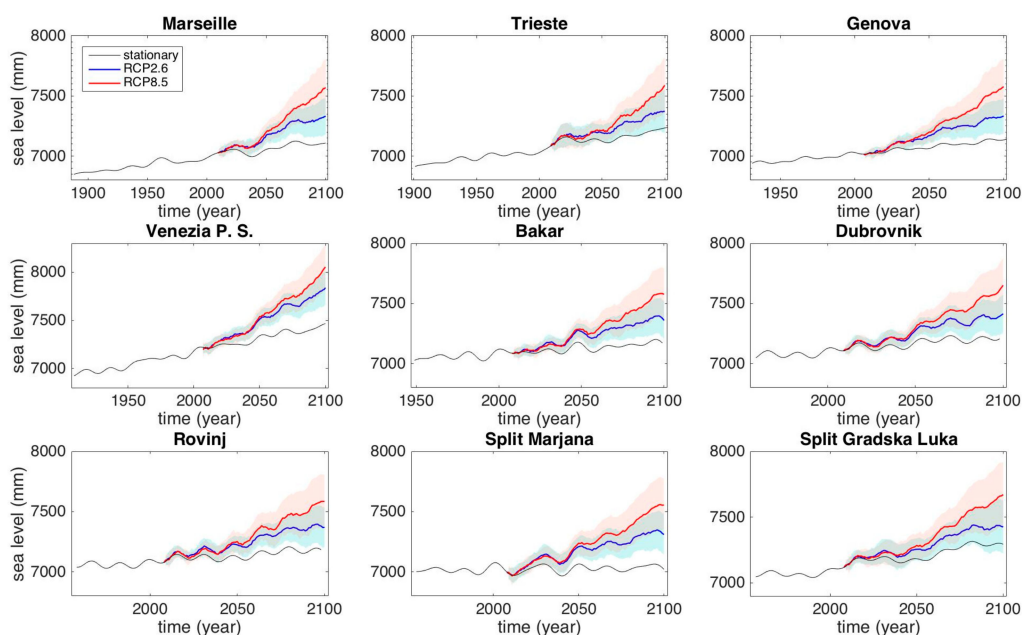 Marseille
Trieste
Genova
8000
7500
7000
sea level (mm)
stationary
RCP2.6
RCP8.5
1900
1950
2000
2050
2100
time (year)
8000
7500
7000
1900
1950
2000
2050
2100
time (year)
8000
7500
7000
1950
2000
2050
2100
time (year)
Venezia P. S.
Bakar
Dubrovnik
8000
7500
7000
sea level (mm)
1950
2000
2050
2100
time (year)
8000
7500
7000
1950
2000
2050
2100
time (year)
8000
7500
7000
2000
2050
2100
time (year)
Rovinj
Split Marjana
Split Gradska Luka
8000
7500
7000
sea level (mm)
2000
2050
2100
time (year)
8000
7500
7000
2000
2050
2100
time (year)
8000
7500
7000
2000
2050
2100
time (year)